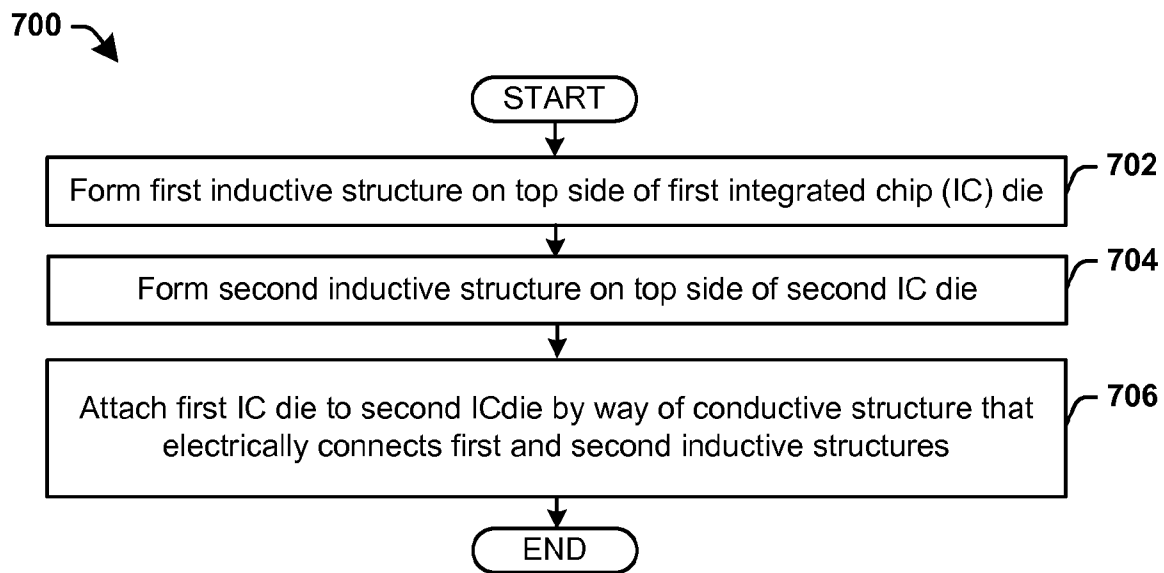 700
START
Form first inductive structure on top side of first integrated chip (IC) die
702
Form second inductive structure on top side of second IC die
704
Attach first IC die to second ICdie by way of conductive structure that
electrically connects first and second inductive structures
706
END